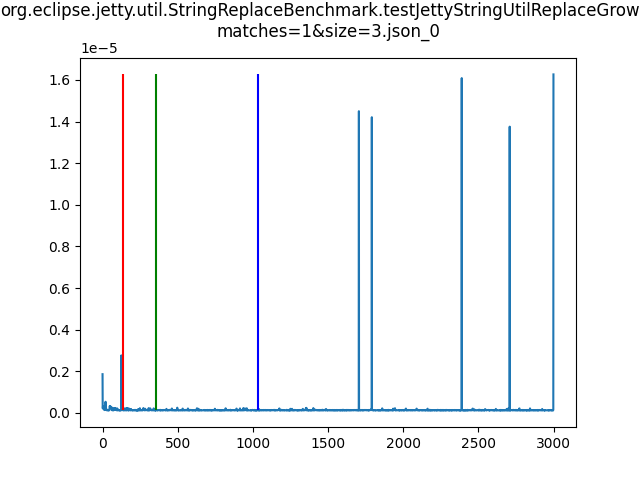 org.eclipse.jetty.util.StringReplaceBenchmark.testJettyStringUtilReplaceGrow
matches=1&size=3.json_0
1e−5
1.6
1.4
1.2
1.0
0.8
0.6
0.4
0.2
0.0
0 500 1000 1500 2000 2500 3000